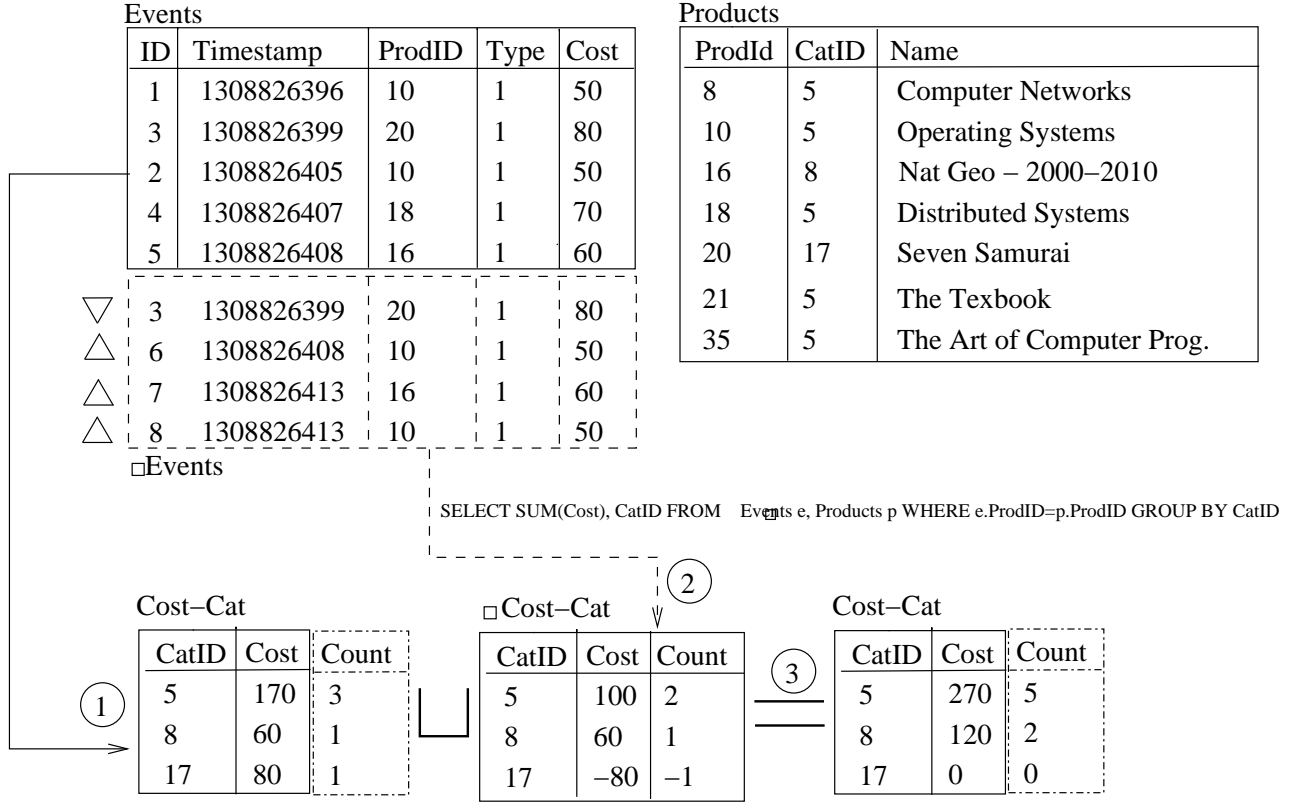 Events
ID Timestamp ProdID Type Cost
1 1308826396 10 1 50
3 1308826399 20 1 80
2 1308826405 10 1 50
4 1308826407 18 1 70
5 1308826408 16 1 60
3 1308826399 20 1 80
6 1308826408 10 1 50
7 1308826413 16 1 60
8 1308826413 10 1 50
□Events
Products
ProdId CatID Name
8 5 Computer Networks
10 5 Operating Systems
16 8 Nat Geo − 2000−2010
18 5 Distributed Systems
20 17 Seven Samurai
21 5 The Texbook
35 5 The Art of Computer Prog.
SELECT SUM(Cost), CatID FROM Events e, Products p WHERE e.ProdID=p.ProdID GROUP BY CatID
1
Cost−Cat
CatID Cost Count
5 170 3
8 60 1
17 80 1
2
□Cost−Cat
CatID Cost Count
5 100 2
8 60 1
17 −80 −1
3
Cost−Cat
CatID Cost Count
5 270 5
8 120 2
17 0 0